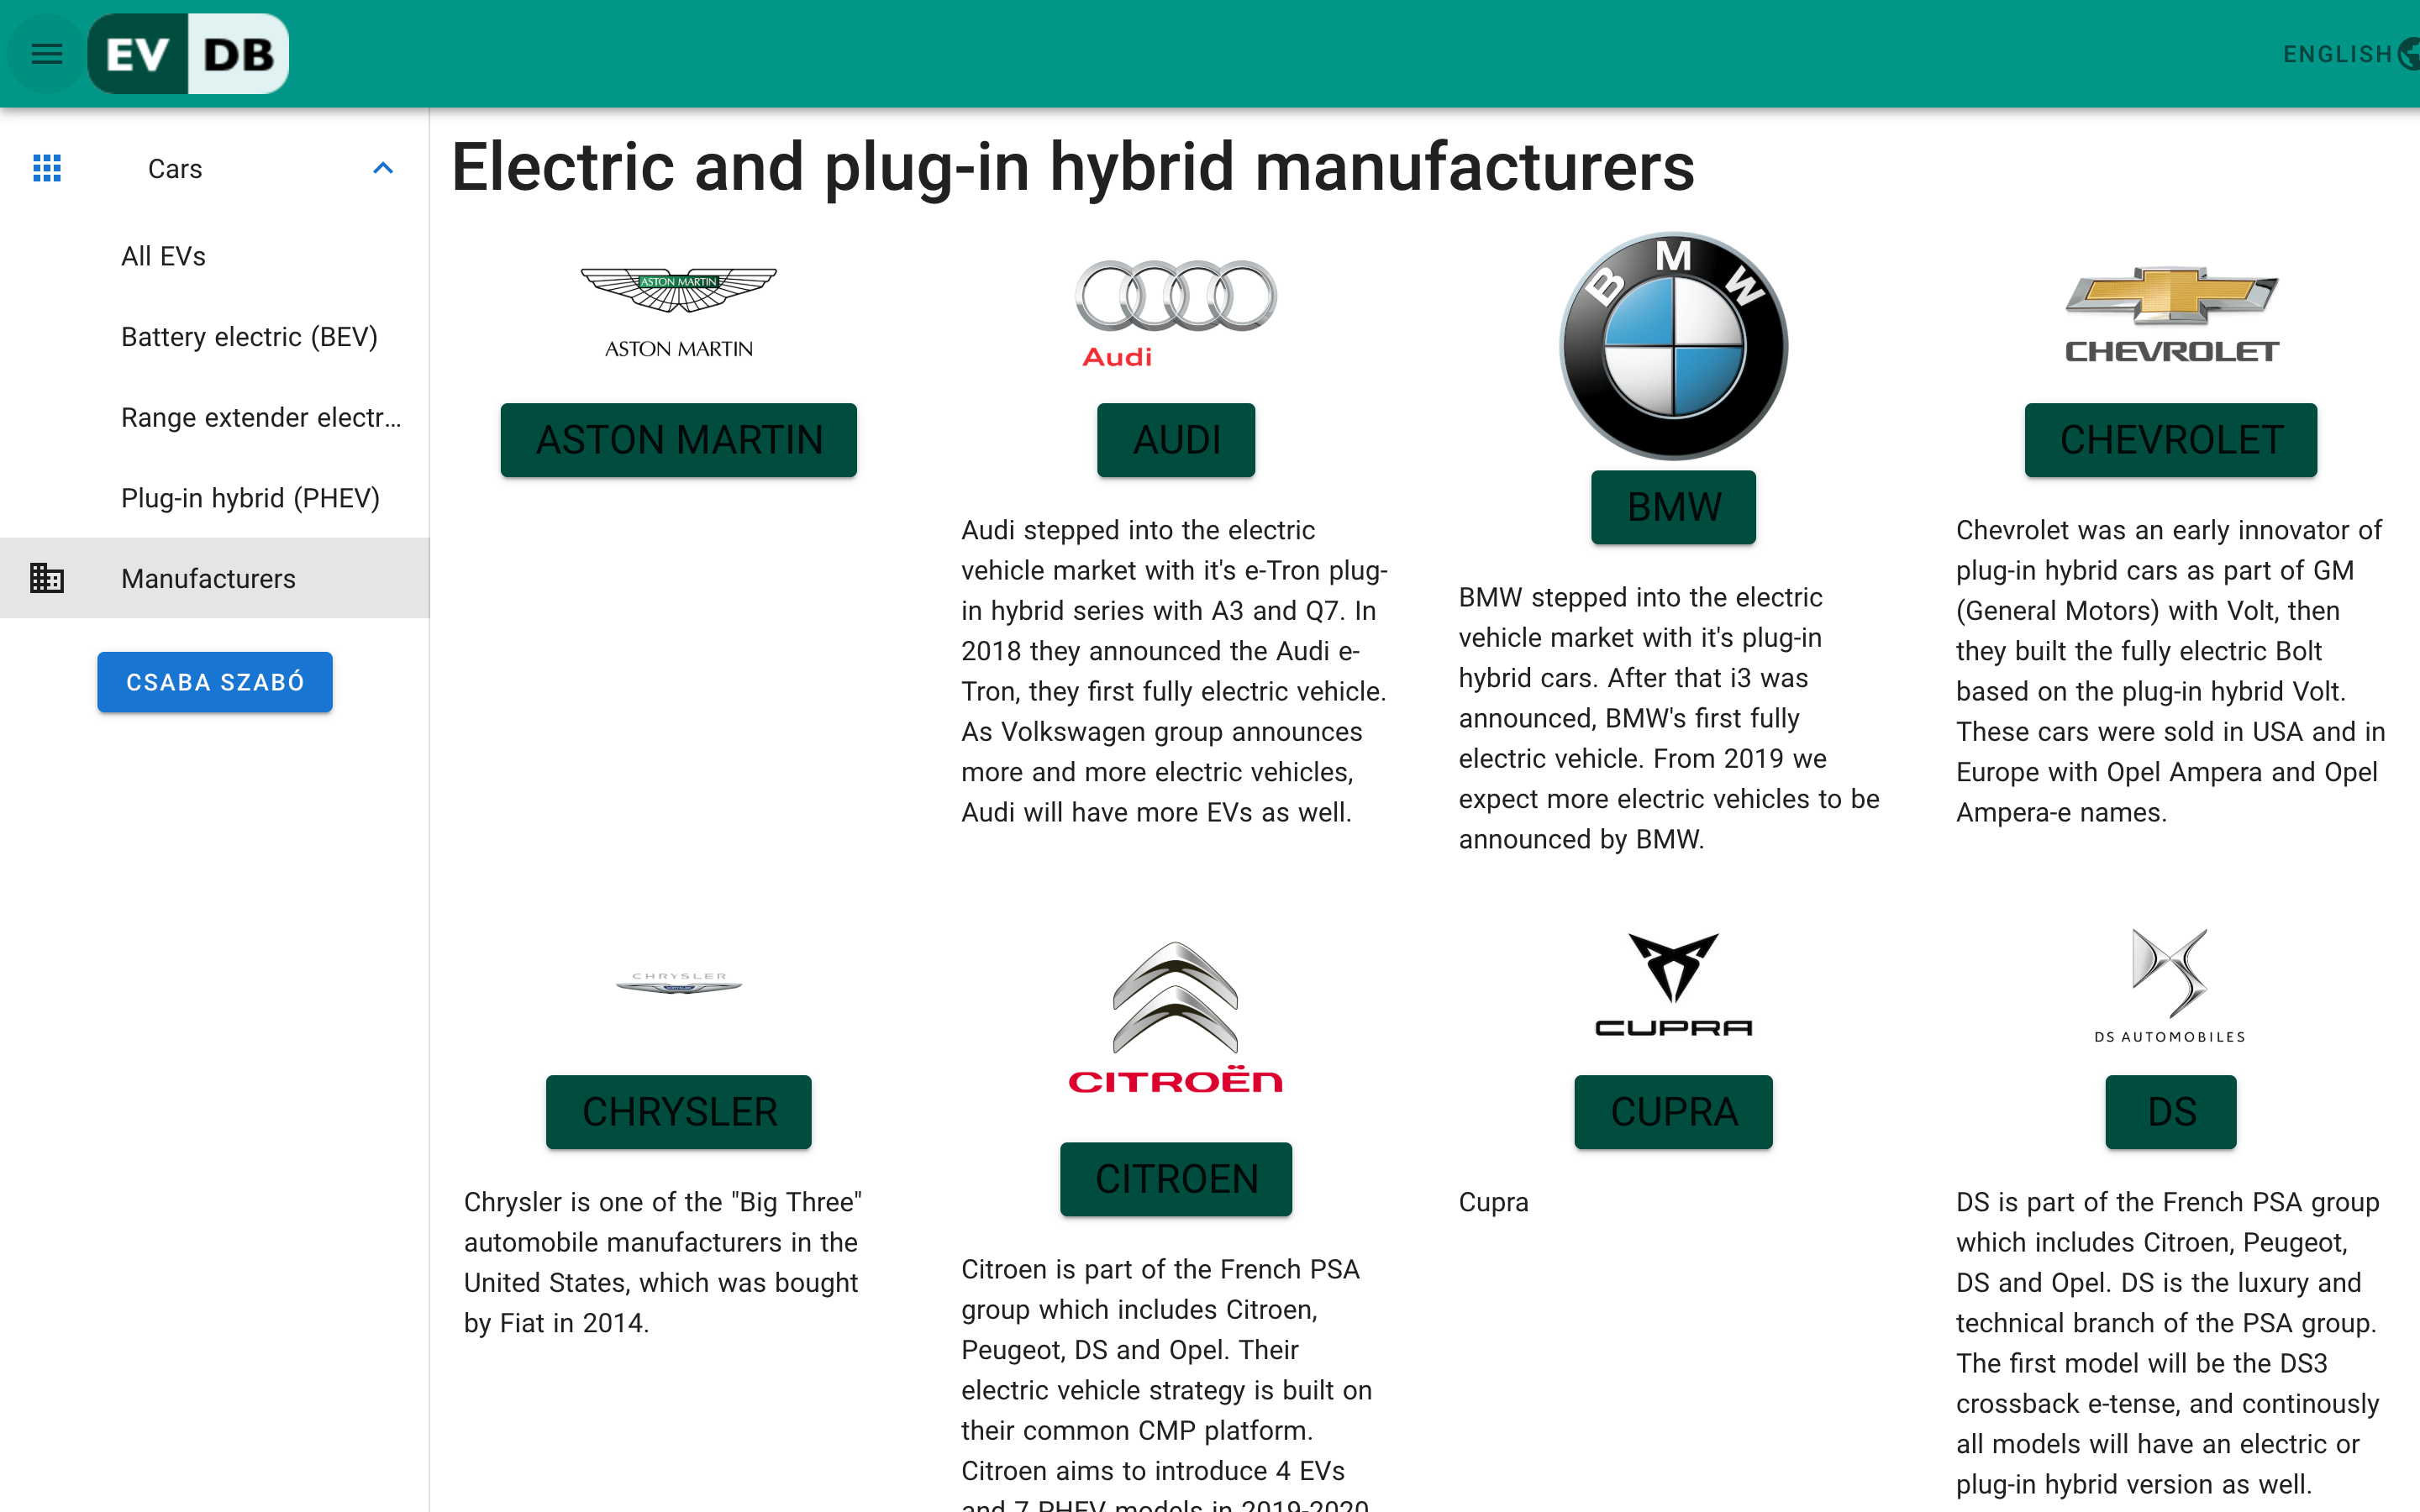 EV DB
ENGLISH
Cars
All EVs
Battery electric (BEV)
Range extender electr...
Plug-in hybrid (PHEV)
Manufacturers
CSABA SZABÓ
Electric and plug-in hybrid manufacturers
ASTON MARTIN
ASTON MARTIN
ASTON MARTIN
Audi
AUDI
Audi stepped into the electric
vehicle market with it's e-Tron plug-
in hybrid series with A3 and Q7. In
2018 they announced the Audi e-
Tron, they first fully electric vehicle.
As Volkswagen group announces
more and more electric vehicles,
Audi will have more EVs as well.
BMW
BMW
BMW stepped into the electric
vehicle market with it's plug-in
hybrid cars. After that i3 was
announced, BMW's first fully
electric vehicle. From 2019 we
expect more electric vehicles to be
announced by BMW.
CHEVROLET
CHEVROLET
Chevrolet was an early innovator of
plug-in hybrid cars as part of GM
(General Motors) with Volt, then
they built the fully electric Bolt
based on the plug-in hybrid Volt.
These cars were sold in USA and in
Europe with Opel Ampera and Opel
Ampera-e names.
CHRYSLER
CHRYSLER
Chrysler is one of the "Big Three"
automobile manufacturers in the
United States, which was bought
by Fiat in 2014.
CITROËN
CITROEN
Citroen is part of the French PSA
group which includes Citroen,
Peugeot, DS and Opel. Their
electric vehicle strategy is built on
their common CMP platform.
Citroen aims to introduce 4 EVs
and 7 PHEV models in 2019-2020
CUPRA
CUPRA
Cupra
DS AUTOMOBILES
DS
DS is part of the French PSA group
which includes Citroen, Peugeot,
DS and Opel. DS is the luxury and
technical branch of the PSA group.
The first model will be the DS3
crossback e-tense, and continously
all models will have an electric or
plug-in hybrid version as well.